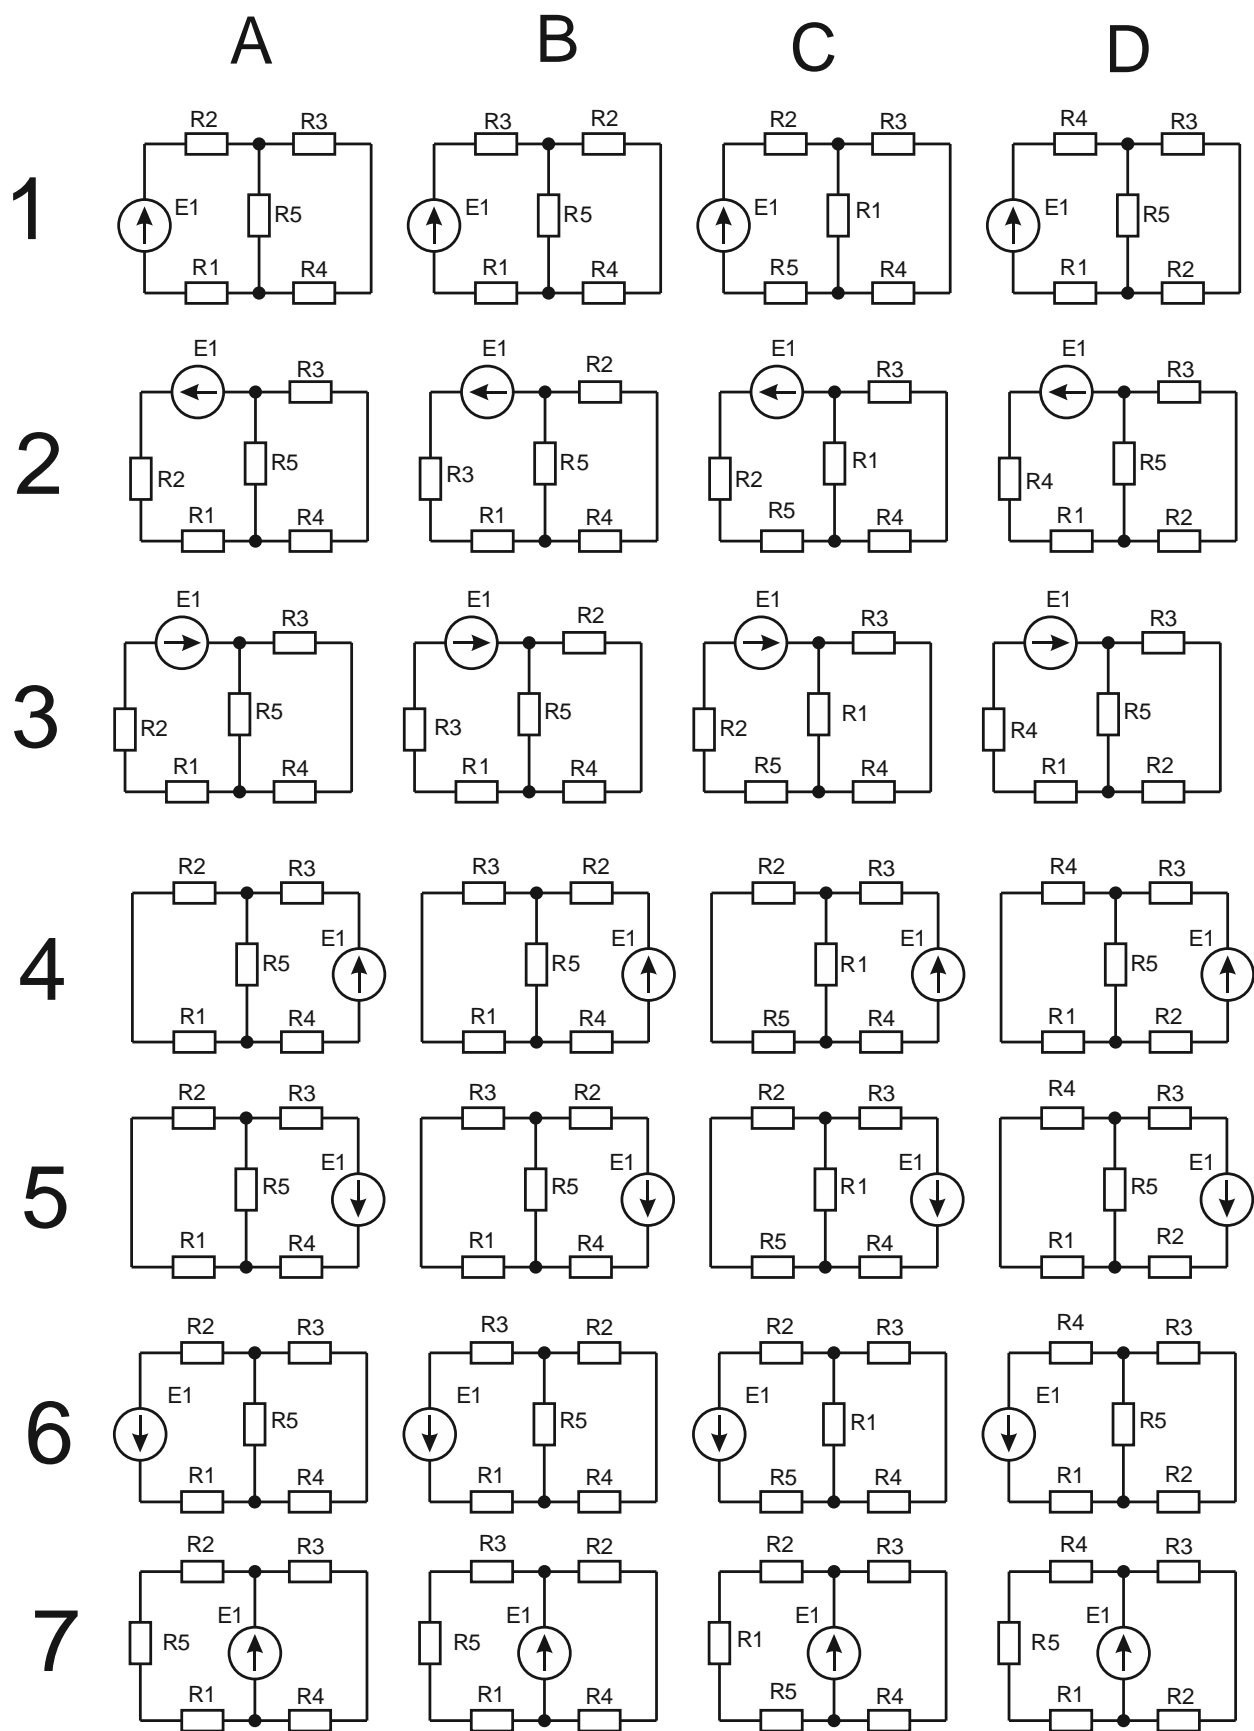 A B C D
R2 R3 R3 R2 R2 R3 R4 R3
1 E1 R5 E1 R5 E1 R1 E1 R5
R1 R4 R1 R4 R5 R4 R1 R2
E1 R3 E1 R2 E1 R3 E1 R3
2 R2 R5 R3 R5 R2 R1 R4 R5
R1 R4 R1 R4 R5 R4 R1 R2
E1 R3 E1 R2 E1 R3 E1 R3
3 R2 R5 R3 R5 R2 R1 R4 R5
R1 R4 R1 R4 R5 R4 R1 R2
R2 R3 R3 R2 R2 R3 R4 R3
4 R5 E1 R5 E1 R1 E1 R5 E1
R1 R4 R1 R4 R5 R4 R1 R2
R2 R3 R3 R2 R2 R3 R4 R3
5 R5 E1 R5 E1 R1 E1 R5 E1
R1 R4 R1 R4 R5 R4 R1 R2
R2 R3 R3 R2 R2 R3 R4 R3
6 E1 R5 E1 R5 E1 R1 E1 R5
R1 R4 R1 R4 R5 R4 R1 R2
R2 R3 R3 R2 R2 R3 R4 R3
7 R5 E1 R5 E1 R1 E1 R5 E1
R1 R4 R1 R4 R5 R4 R1 R2